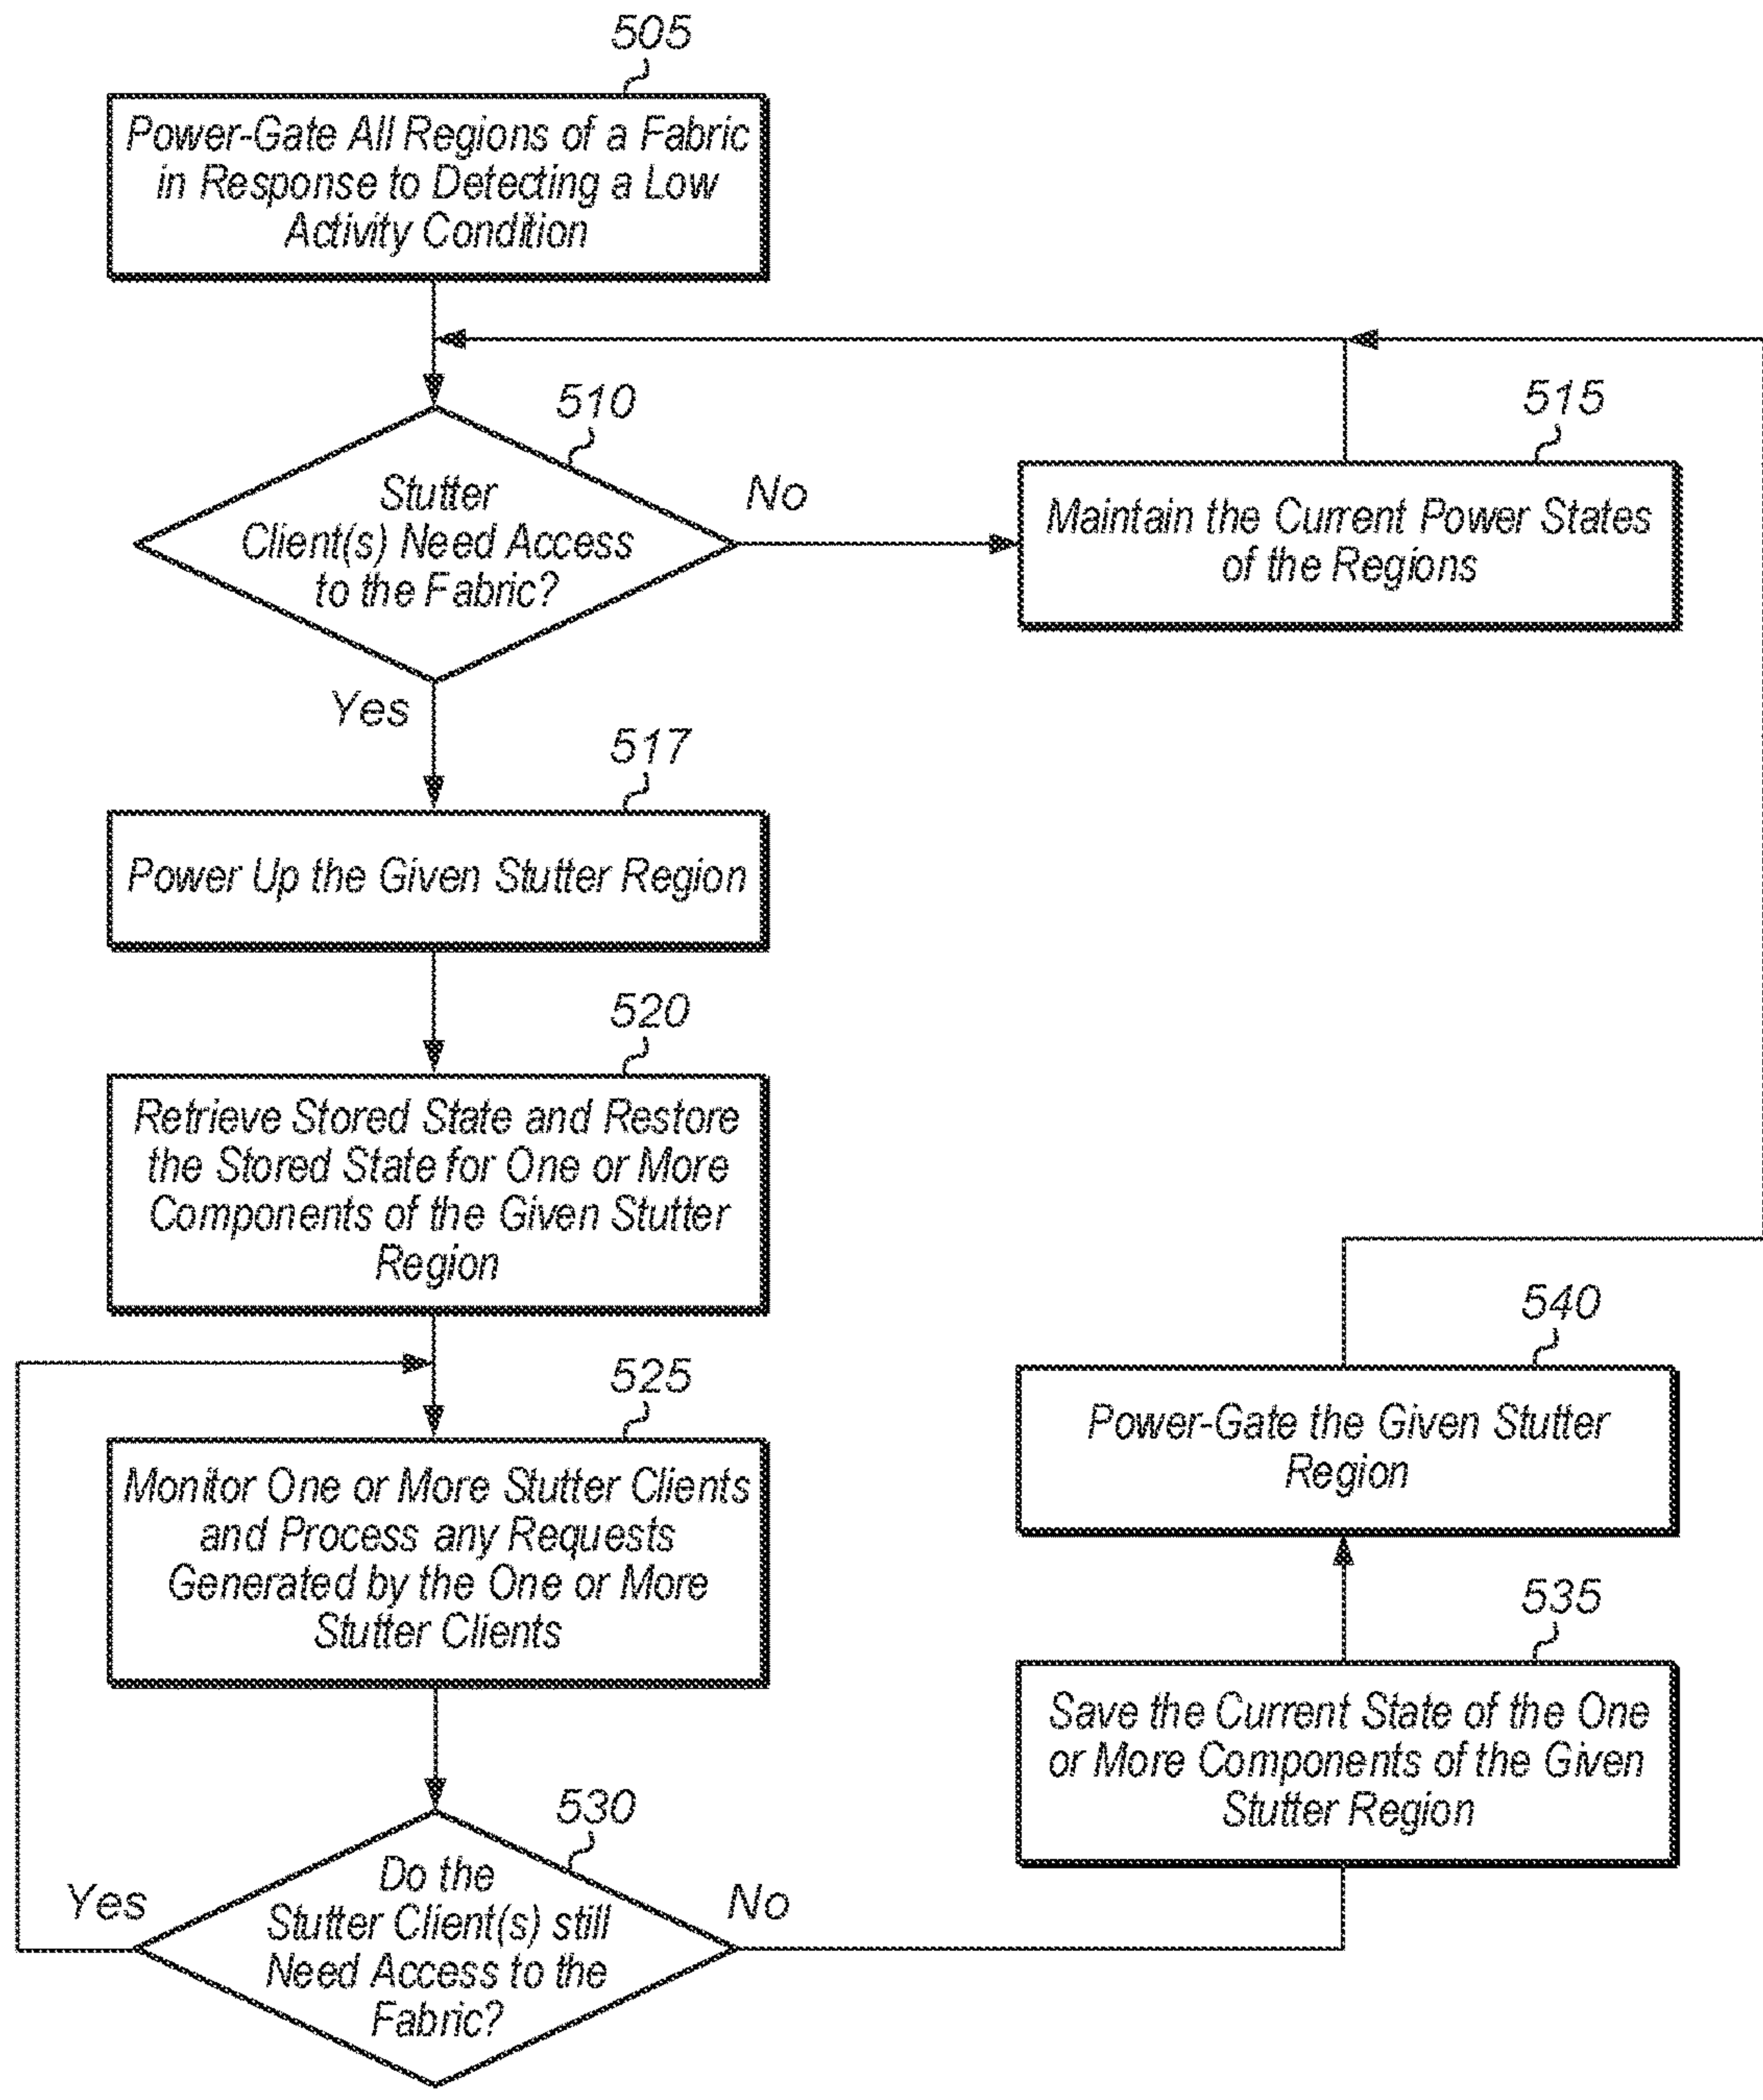 505
Power-Gate All Regions of a Fabric
in Response to Detecting a Low
Activity Condition
510
Stutter
Client(s) Need Access
to the Fabric?
No
515
Maintain the Current Power States
of the Regions
Yes
517
Power Up the Given Stutter Region
520
Retrieve Stored State and Restore
the Stored State for One or More
Components of the Given Stutter
Region
525
Monitor One or More Stutter Clients
and Process any Requests
Generated by the One or More
Stutter Clients
530
Do the
Stutter Client(s) still
Need Access to the
Fabric?
Yes
No
535
Save the Current State of the One
or More Components of the Given
Stutter Region
540
Power-Gate the Given Stutter
Region